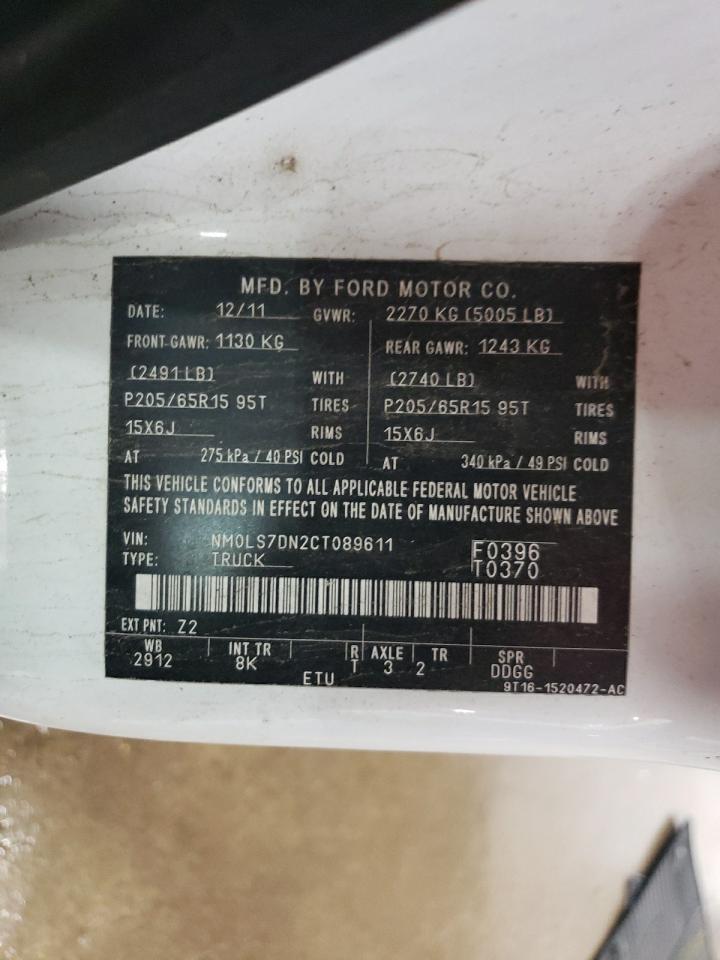 MFD. BY FORD MOTOR CO.
DATE: 12/11 GVWR: 2270 KG (5005 LB)
FRONT GAWR: 1130 KG REAR GAWR: 1243 KG
(2491 LB) WITH (2740 LB) WITH
P205/65R15 95T TIRES P205/65R15 95T TIRES
15X6J RIMS 15X6J RIMS
AT 275 kPa / 40 PSI COLD AT 340 kPa / 49 PSI COLD
THIS VEHICLE CONFORMS TO ALL APPLICABLE FEDERAL MOTOR VEHICLE
SAFETY STANDARDS IN EFFECT ON THE DATE OF MANUFACTURE SHOWN ABOVE
VIN: NM0LS7DN2CT089611 F0396
TYPE: TRUCK T0370
EXT PNT: Z2
WB INT TR R AXLE TR SPR
2912 8K T 3 2 DDGG
ETU 9T16-1520472-AC